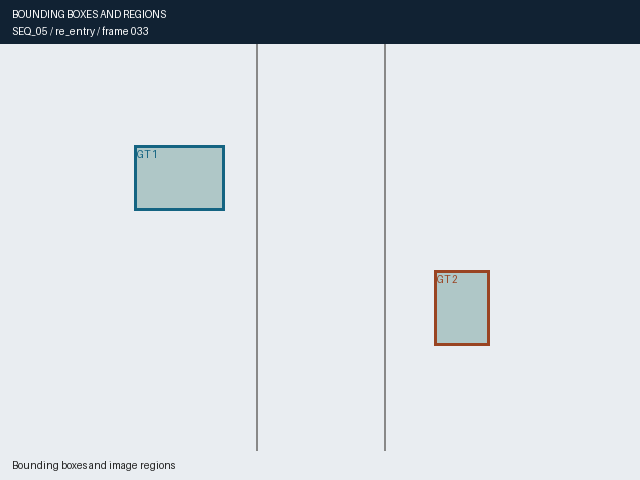 BOUNDING BOXES AND REGIONS
SEQ_05 / re_entry / frame 033
GT1
GT2
Bounding boxes and image regions